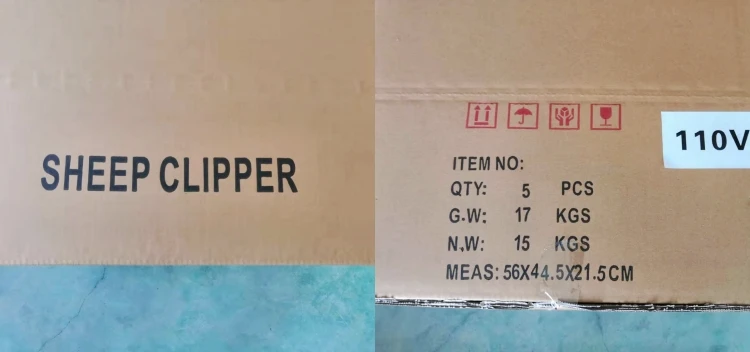 SHEEP CLIPPER
110V
ITEM NO:
QTY: 5 PCS
G.W: 17 KGS
N.W: 15 KGS
MEAS: 56X44.5X21.5CM